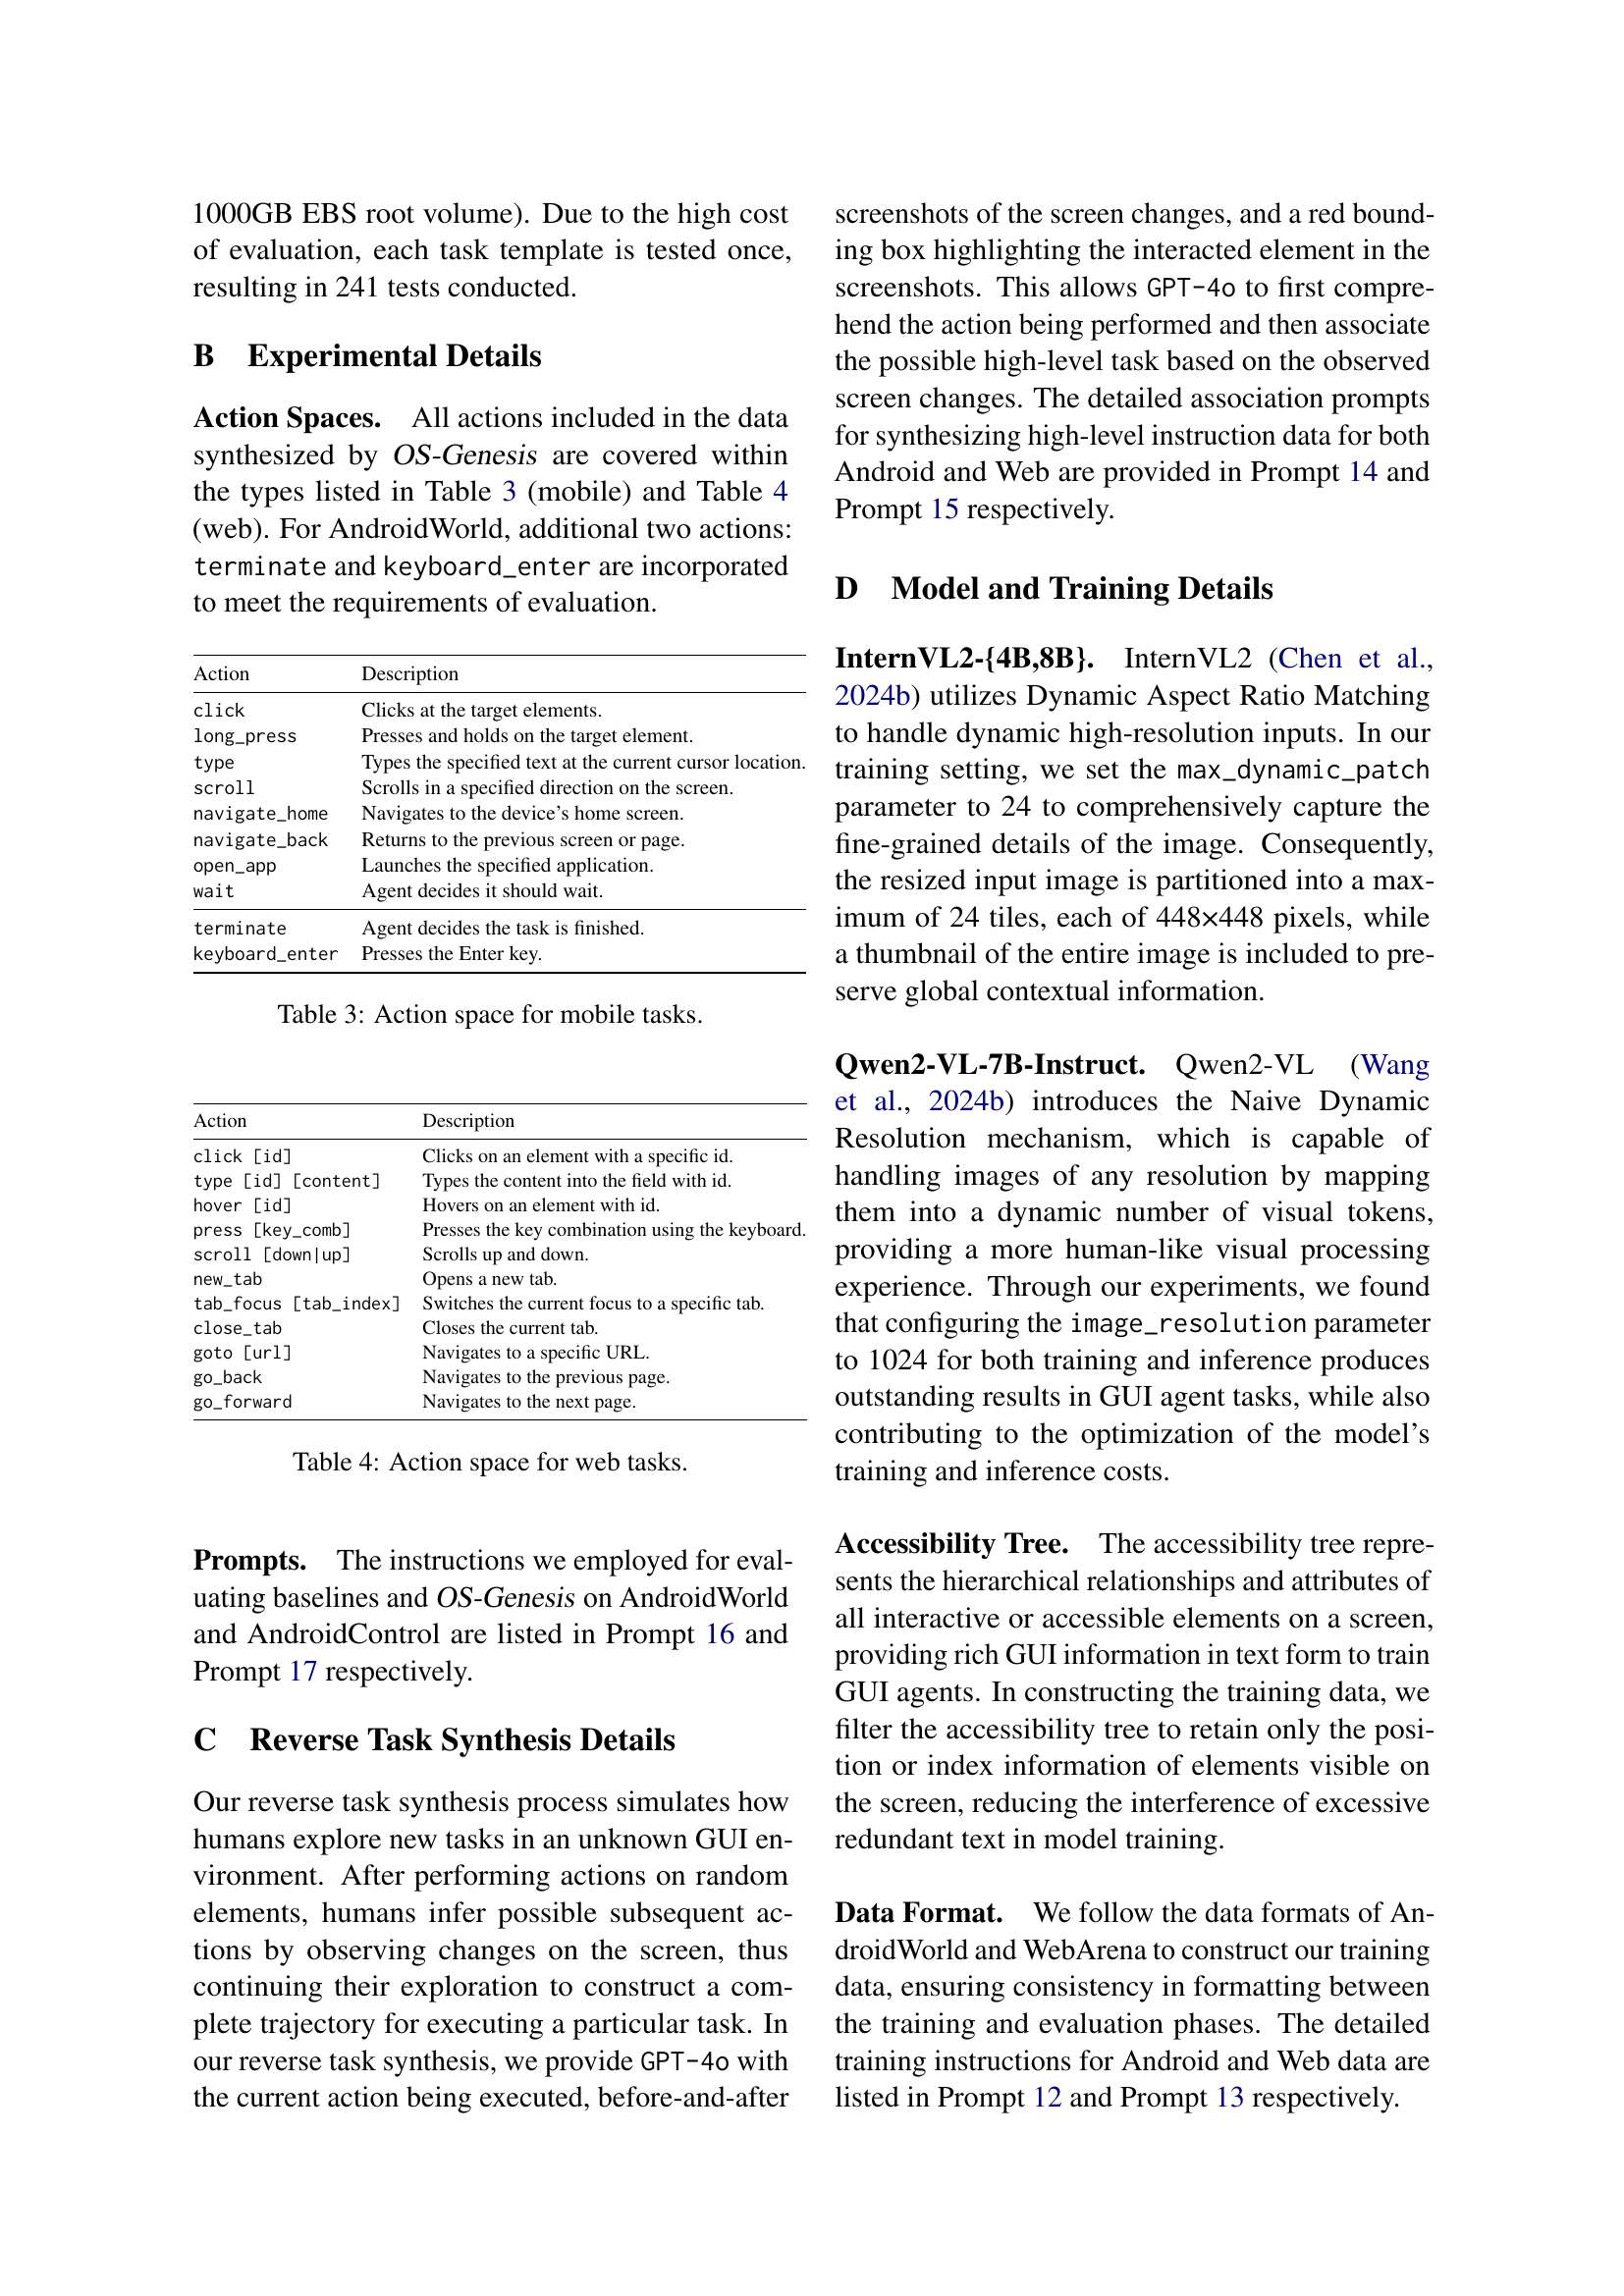 1000GB EBS root volume). Due to the high cost
of evaluation, each task template is tested once,
resulting in 241 tests conducted.
B Experimental Details
Action Spaces. All actions included in the data
synthesized by OS-Genesis are covered within
the types listed in Table 3 (mobile) and Table 4
(web). For AndroidWorld, additional two actions:
terminate and keyboard_enter are incorporated
to meet the requirements of evaluation.
Action Description
click Clicks at the target elements.
long_press Presses and holds on the target element.
type Types the specified text at the current cursor location.
scroll Scrolls in a specified direction on the screen.
navigate_home Navigates to the device's home screen.
navigate_back Returns to the previous screen or page.
open_app Launches the specified application.
wait Agent decides it should wait.
terminate Agent decides the task is finished.
keyboard_enter Presses the Enter key.
Table 3: Action space for mobile tasks.
Action Description
click [id] Clicks on an element with a specific id.
type [id] [content] Types the content into the field with id.
hover [id] Hovers on an element with id.
press [key_comb] Presses the key combination using the keyboard.
scroll [down|up] Scrolls up and down.
new_tab Opens a new tab.
tab_focus [tab_index] Switches the current focus to a specific tab.
close_tab Closes the current tab.
goto [url] Navigates to a specific URL.
go_back Navigates to the previous page.
go_forward Navigates to the next page.
Table 4: Action space for web tasks.
Prompts. The instructions we employed for eval-
uating baselines and OS-Genesis on AndroidWorld
and AndroidControl are listed in Prompt 16 and
Prompt 17 respectively.
C Reverse Task Synthesis Details
Our reverse task synthesis process simulates how
humans explore new tasks in an unknown GUI en-
vironment. After performing actions on random
elements, humans infer possible subsequent ac-
tions by observing changes on the screen, thus
continuing their exploration to construct a com-
plete trajectory for executing a particular task. In
our reverse task synthesis, we provide GPT-4o with
the current action being executed, before-and-after
screenshots of the screen changes, and a red bound-
ing box highlighting the interacted element in the
screenshots. This allows GPT-4o to first compre-
hend the action being performed and then associate
the possible high-level task based on the observed
screen changes. The detailed association prompts
for synthesizing high-level instruction data for both
Android and Web are provided in Prompt 14 and
Prompt 15 respectively.
D Model and Training Details
InternVL2-{4B,8B}. InternVL2 (Chen et al.,
2024b) utilizes Dynamic Aspect Ratio Matching
to handle dynamic high-resolution inputs. In our
training setting, we set the max_dynamic_patch
parameter to 24 to comprehensively capture the
fine-grained details of the image. Consequently,
the resized input image is partitioned into a max-
imum of 24 tiles, each of 448×448 pixels, while
a thumbnail of the entire image is included to pre-
serve global contextual information.
Qwen2-VL-7B-Instruct. Qwen2-VL (Wang
et al., 2024b) introduces the Naive Dynamic
Resolution mechanism, which is capable of
handling images of any resolution by mapping
them into a dynamic number of visual tokens,
providing a more human-like visual processing
experience. Through our experiments, we found
that configuring the image_resolution parameter
to 1024 for both training and inference produces
outstanding results in GUI agent tasks, while also
contributing to the optimization of the model's
training and inference costs.
Accessibility Tree. The accessibility tree repre-
sents the hierarchical relationships and attributes of
all interactive or accessible elements on a screen,
providing rich GUI information in text form to train
GUI agents. In constructing the training data, we
filter the accessibility tree to retain only the posi-
tion or index information of elements visible on
the screen, reducing the interference of excessive
redundant text in model training.
Data Format. We follow the data formats of An-
droidWorld and WebArena to construct our training
data, ensuring consistency in formatting between
the training and evaluation phases. The detailed
training instructions for Android and Web data are
listed in Prompt 12 and Prompt 13 respectively.